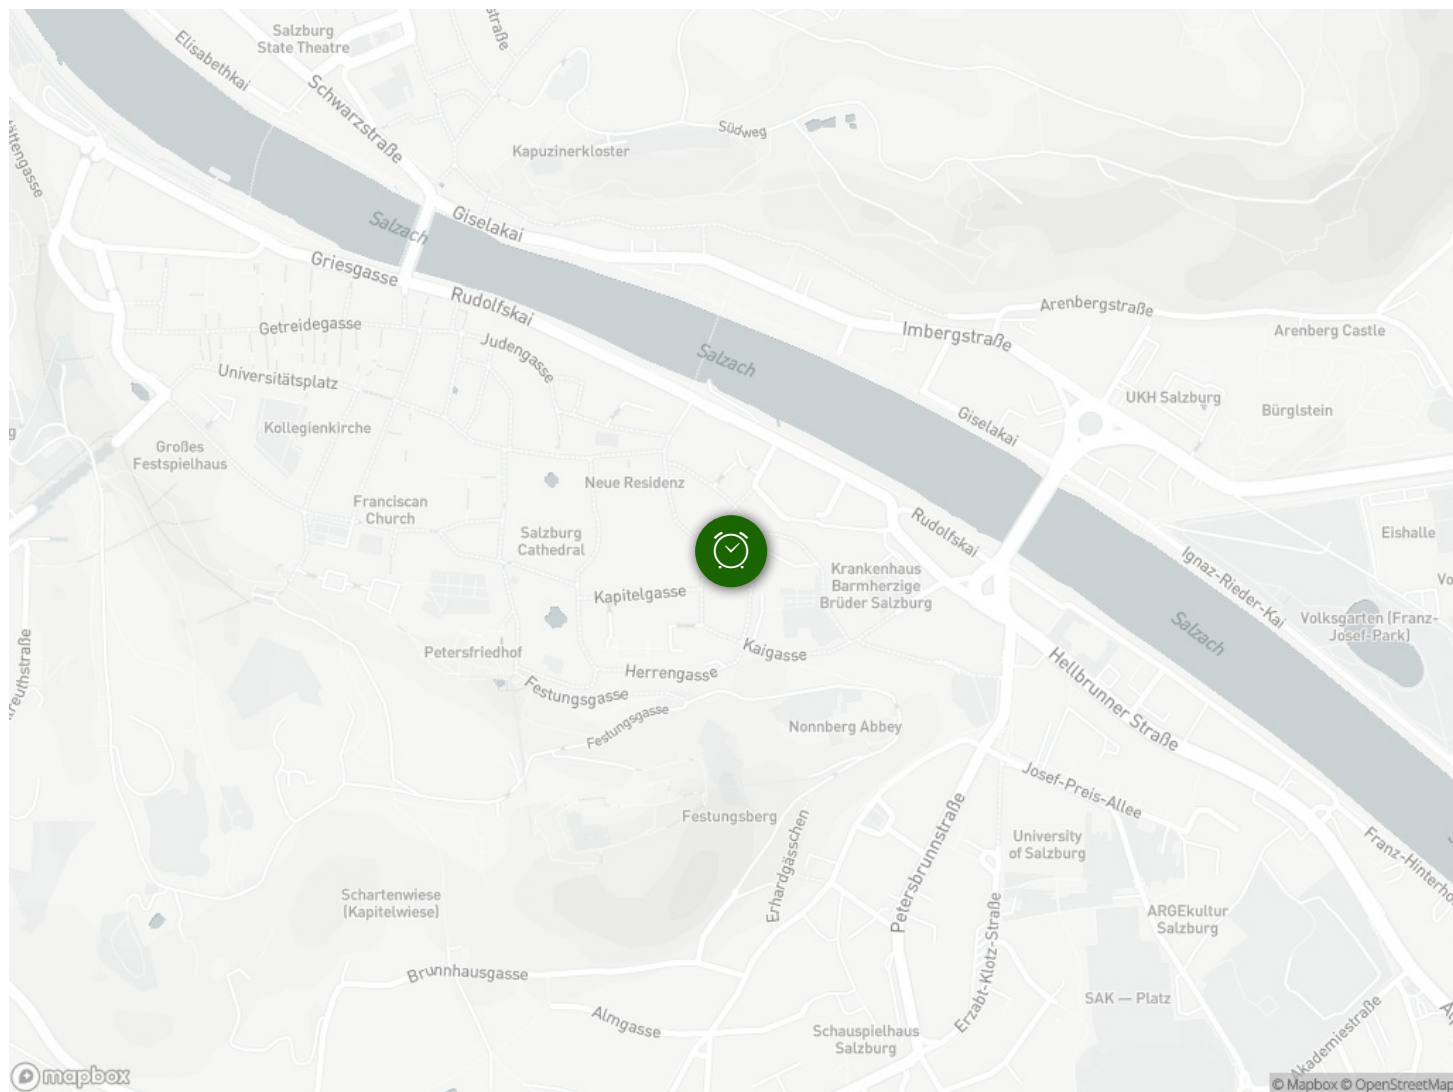 Salzburg
State Theatre
straße
Elisabethkai
Schwarzstraße
Südweg
Kapuzinerkloster
Salzach
Giselakai
Griesgasse
Rudolfskai
Getreidegasse
Judengasse
Arenbergstraße
Imbergstraße
Arenberg Castle
Salzach
Universitätsplatz
UKH Salzburg
Bürglstein
Giselakai
Kollegienkirche
Großes
Festspielhaus
Neue Residenz
Franciscan
Church
Salzburg
Cathedral
Rudolfskai
Eishalle
Krankenhaus
Barmherzige
Brüder Salzburg
Ignaz-Rieder-Kai
Kapitelgasse
Volksgarten (Franz-
Josef-Park)
Salzach
Petersfriedhof
Kaigasse
Herrengasse
Hellbrunner Straße
Festungsgasse
Festungsgasse
Nonnberg Abbey
Josef-Preis-Allee
Festungsberg
University
of Salzburg
Petersbrunnstraße
Erhardgässchen
Franz-Hinterho
Schartenwiese
(Kapitelwiese)
ARGEkultur
Salzburg
Erzabt-Klotz-Straße
Brunnhausgasse
SAK — Platz
Almgasse
Schauspielhaus
Salzburg
Akademiestraße
mapbox
© Mapbox © OpenStreetMap